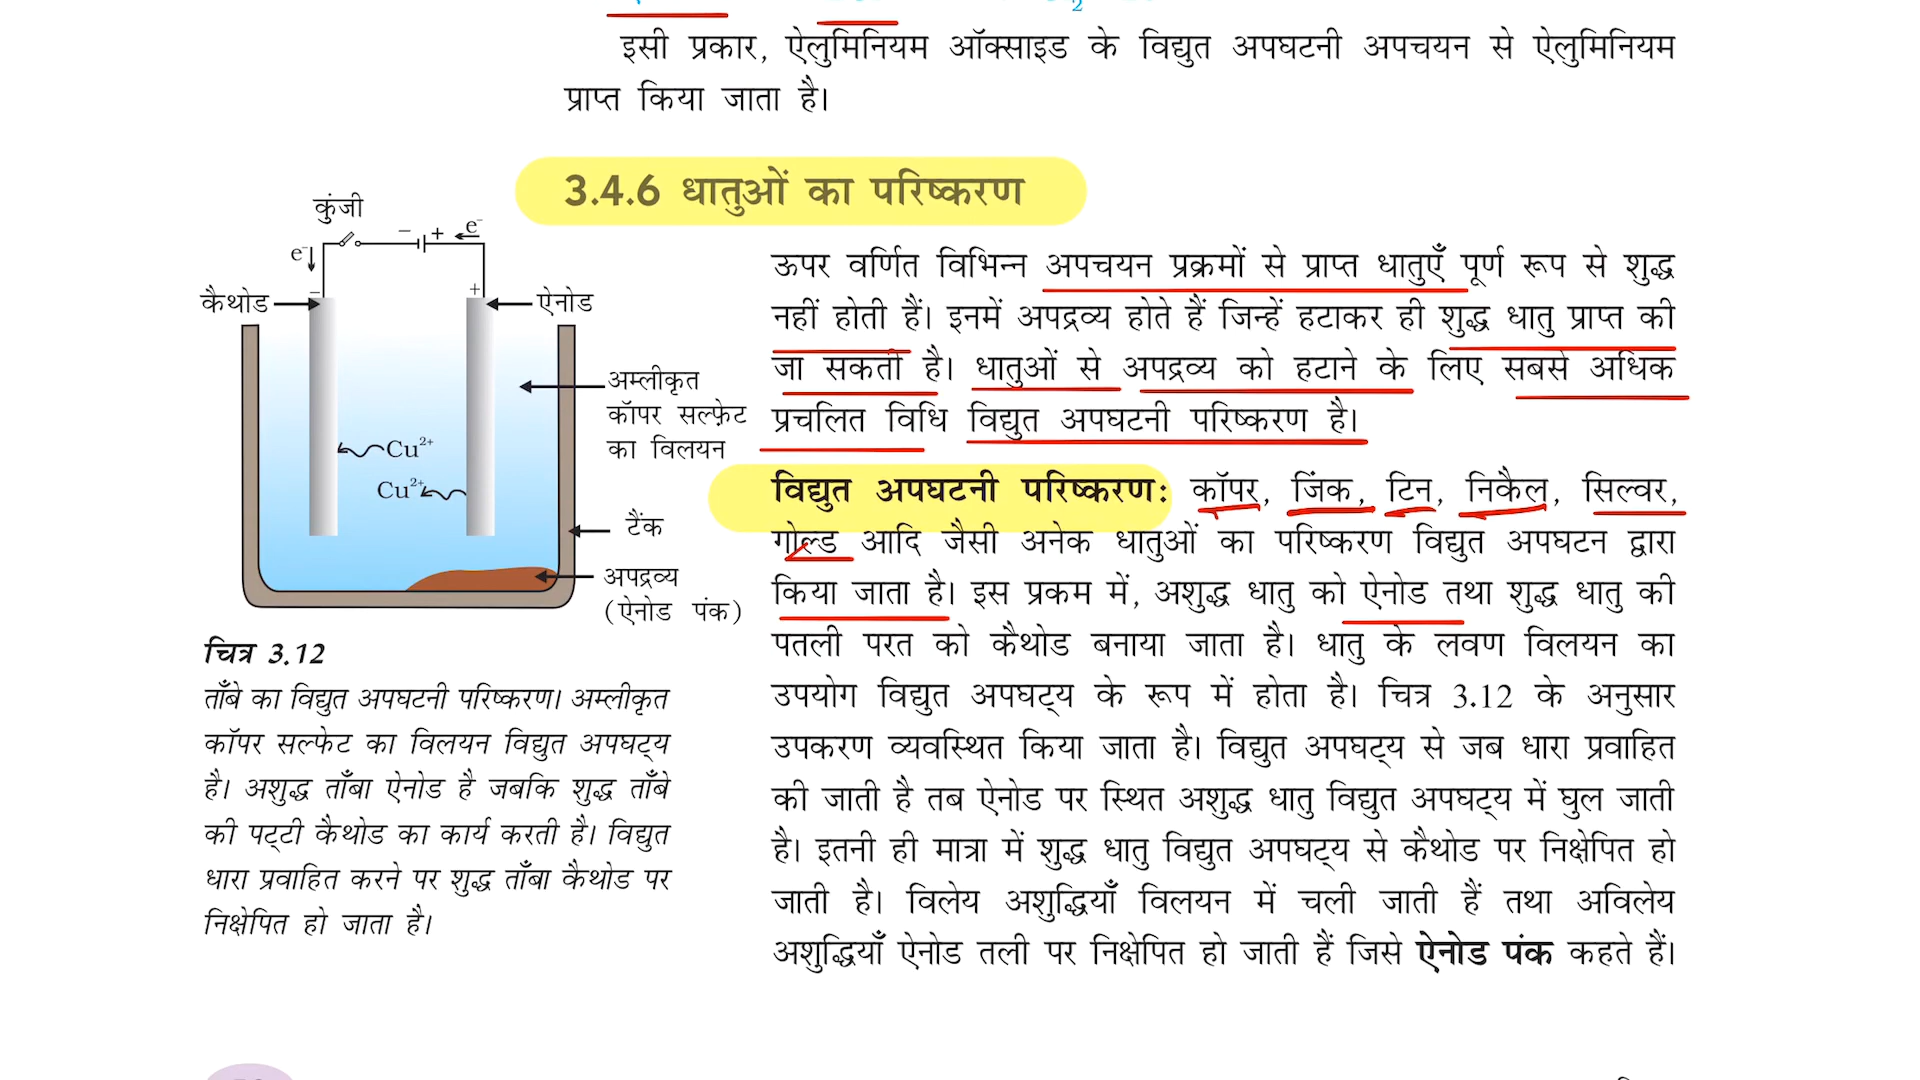 इसी प्रकार, ऐलुमिनियम ऑक्साइड के विद्युत अपघटनी अपचयन से ऐलुमिनियम
प्राप्त किया जाता है।
3.4.6 धातुओं का परिष्करण
ऊपर वर्णित विभिन्न अपचयन प्रक्रमों से प्राप्त धातुएँ पूर्ण रूप से शुद्ध
नहीं होती हैं। इनमें अपद्रव्य होते हैं जिन्हें हटाकर ही शुद्ध धातु प्राप्त की
जा सकती है। धातुओं से अपद्रव्य को हटाने के लिए सबसे अधिक
प्रचलित विधि विद्युत अपघटनी परिष्करण है।
विद्युत अपघटनी परिष्करण: कॉपर, जिंक, टिन, निकैल, सिल्वर,
गोल्ड आदि जैसी अनेक धातुओं का परिष्करण विद्युत अपघटन द्वारा
किया जाता है। इस प्रकम में, अशुद्ध धातु को ऐनोड तथा शुद्ध धातु की
पतली परत को कैथोड बनाया जाता है। धातु के लवण विलयन का
उपयोग विद्युत अपघट्य के रूप में होता है। चित्र 3.12 के अनुसार
उपकरण व्यवस्थित किया जाता है। विद्युत अपघट्य से जब धारा प्रवाहित
की जाती है तब ऐनोड पर स्थित अशुद्ध धातु विद्युत अपघट्य में घुल जाती
है। इतनी ही मात्रा में शुद्ध धातु विद्युत अपघट्य से कैथोड पर निक्षेपित हो
जाती है। विलेय अशुद्धियाँ विलयन में चली जाती हैं तथा अविलेय
अशुद्धियाँ ऐनोड तली पर निक्षेपित हो जाती हैं जिसे ऐनोड पंक कहते हैं।
कुंजी
− + e⁻
e⁻
− +
कैथोड ऐनोड
अम्लीकृत
कॉपर सल्फ़ेट
का विलयन
Cu²⁺
Cu²⁺
टैंक
अपद्रव्य
(ऐनोड पंक)
चित्र 3.12
ताँबे का विद्युत अपघटनी परिष्करण। अम्लीकृत
कॉपर सल्फेट का विलयन विद्युत अपघट्य
है। अशुद्ध ताँबा ऐनोड है जबकि शुद्ध ताँबे
की पट्टी कैथोड का कार्य करती है। विद्युत
धारा प्रवाहित करने पर शुद्ध ताँबा कैथोड पर
निक्षेपित हो जाता है।